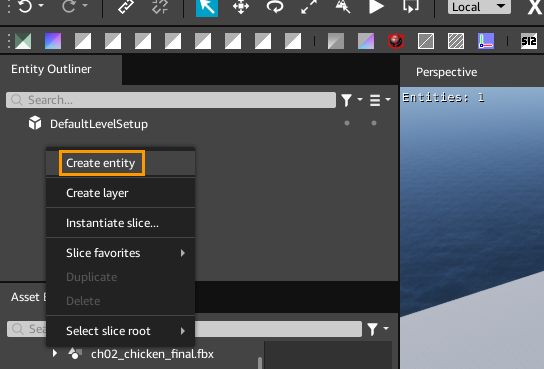 Local
X
512
Entity Outliner
Perspective
Search...
Entities: 1
DefaultLevelSetup
Create entity
Create layer
Instantiate slice...
Slice favorites
Duplicate
Delete
Select slice root
Asset
Sea
ch02_chicken_final.fbx